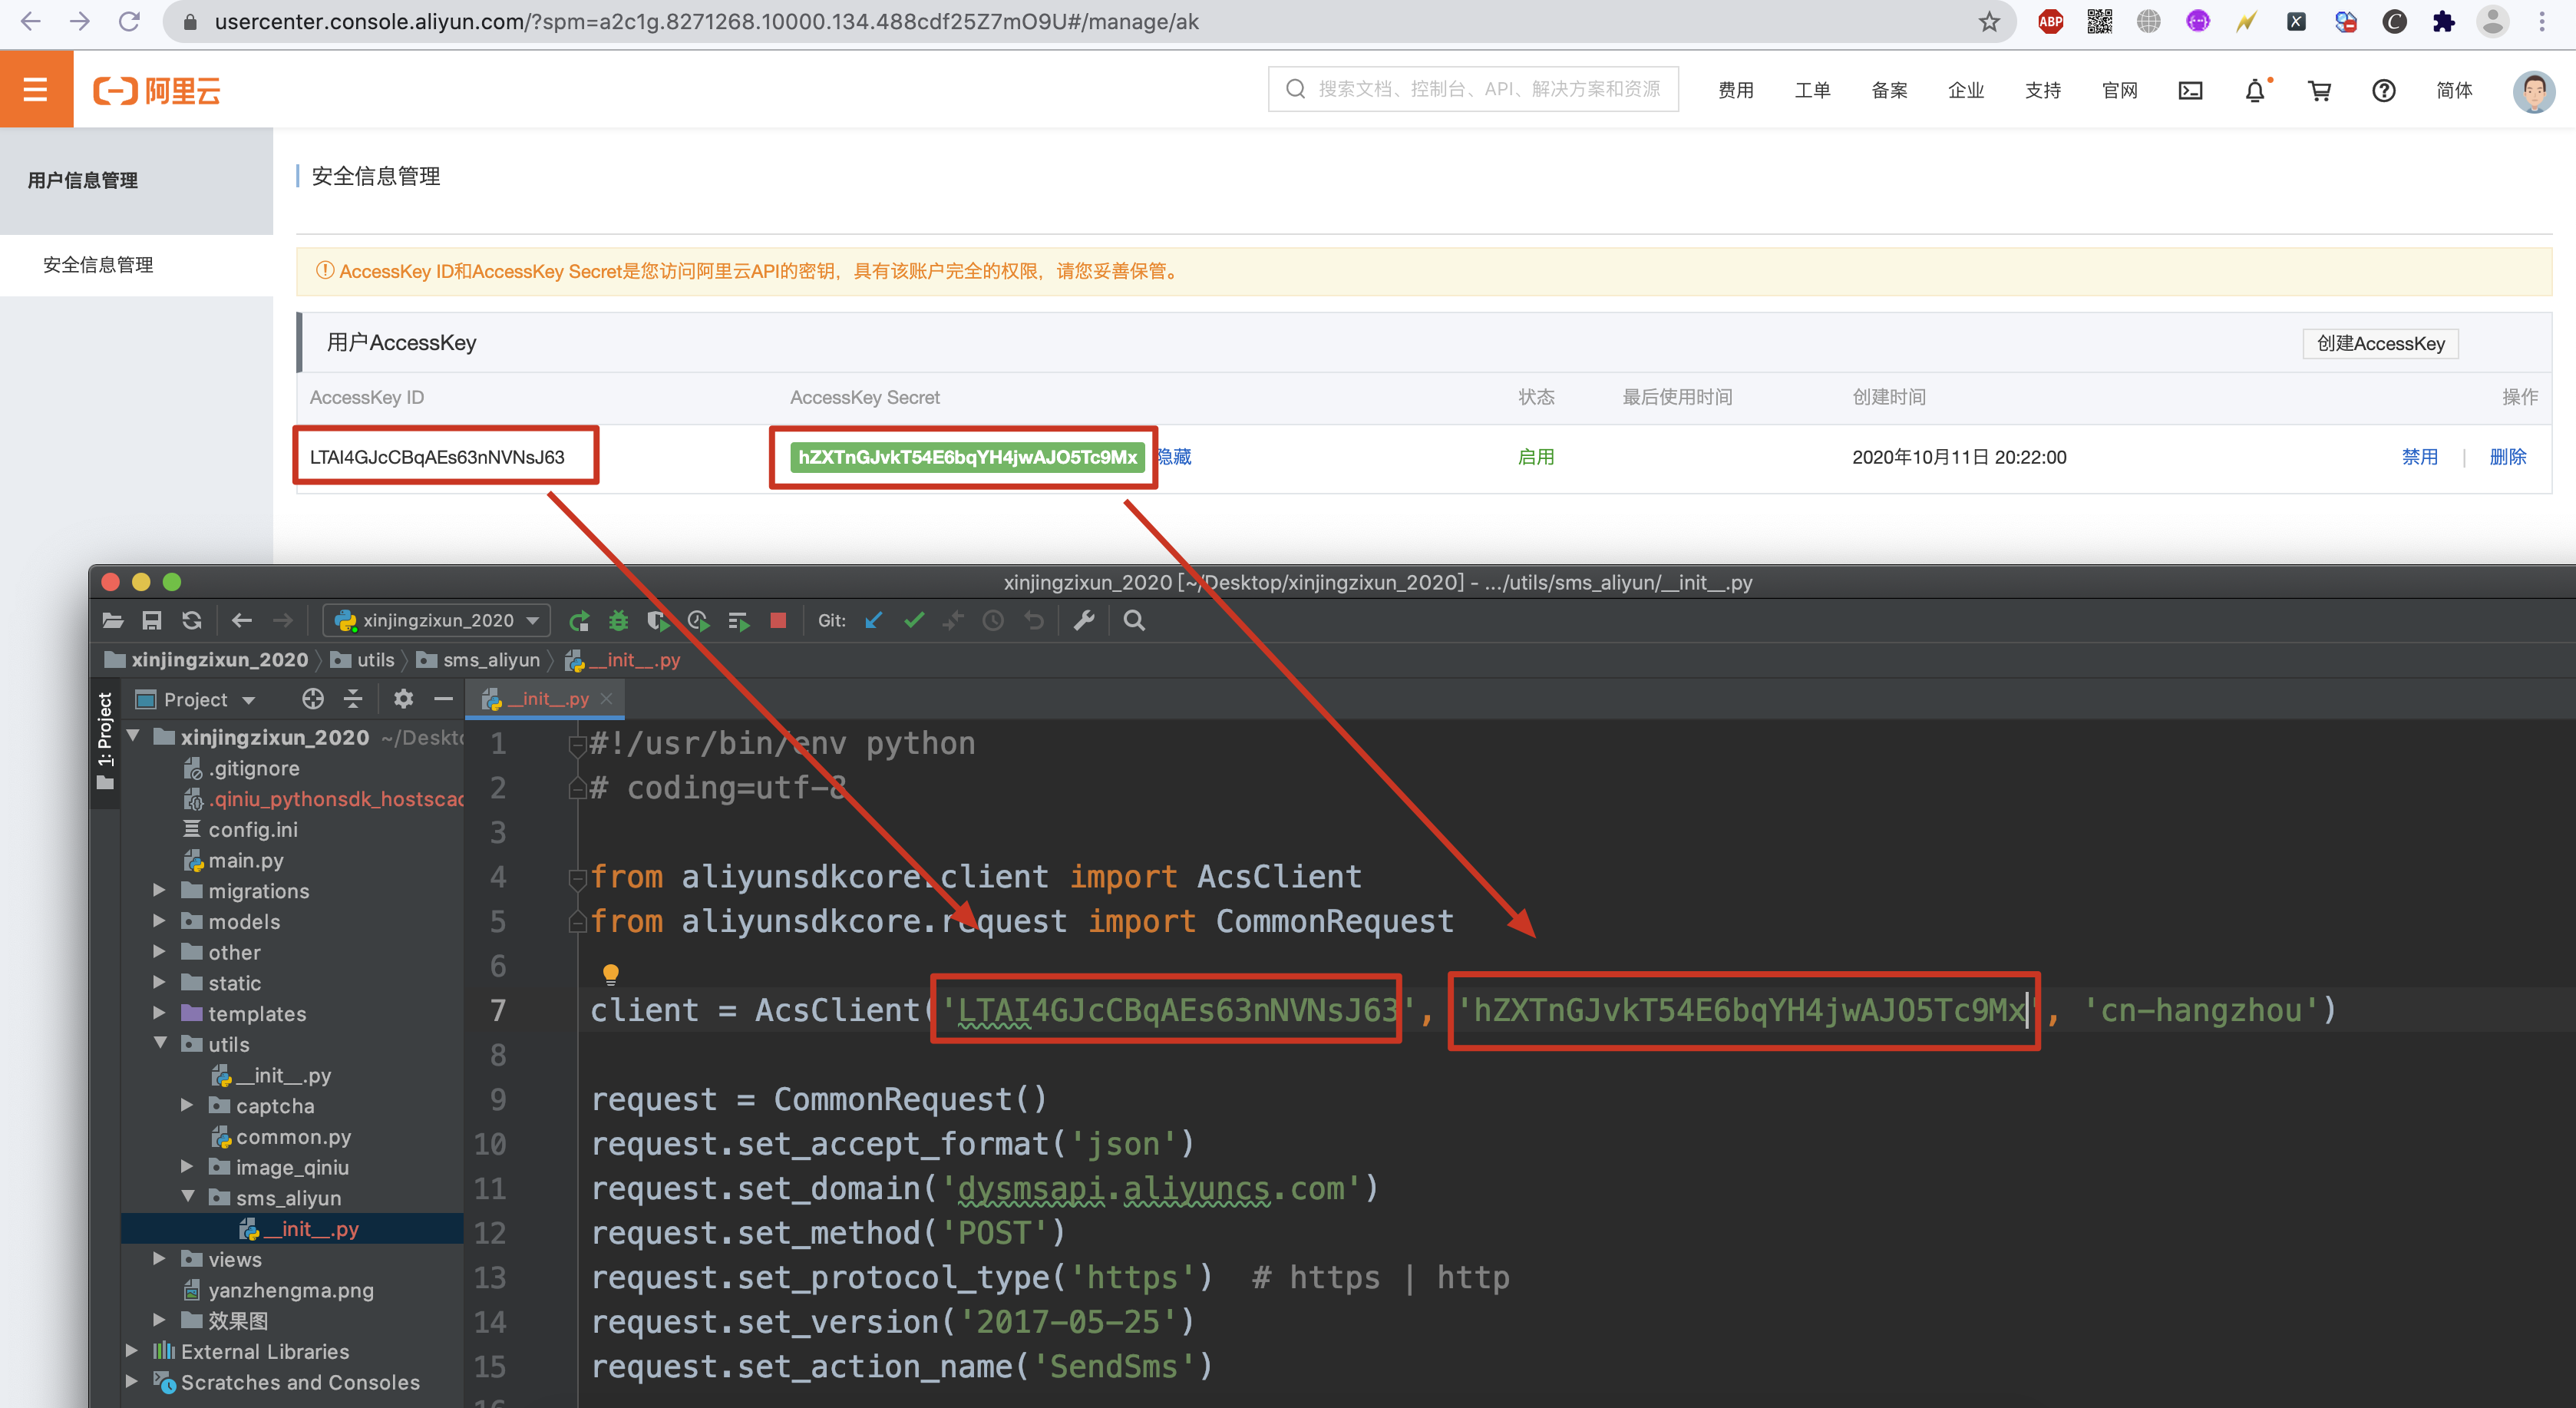 usercenter.console.aliyun.com/?spm=a2c1g.8271268.10000.134.488cdf25Z7mO9U#/manage/ak
ABP
阿里云
搜索文档、控制台、API、解决方案和资源
费用 工单 备案 企业 支持 官网 简体
用户信息管理
安全信息管理
安全信息管理
AccessKey ID和AccessKey Secret是您访问阿里云API的密钥，具有该账户完全的权限，请您妥善保管。
用户AccessKey
创建AccessKey
AccessKey ID AccessKey Secret 状态 最后使用时间 创建时间 操作
LTAI4GJcCBqAEs63nNVNsJ63 hZXTnGJvkT54E6bqYH4jwAJO5Tc9Mx 隐藏 启用 2020年10月11日 20:22:00 禁用 | 删除
xinjingzixun_2020 [~/Desktop/xinjingzixun_2020] - .../utils/sms_aliyun/__init__.py
xinjingzixun_2020 Git:
xinjingzixun_2020 utils sms_aliyun __init__.py
1: Project
Project
__init__.py
xinjingzixun_2020 ~/Deskto
.gitignore
.qiniu_pythonsdk_hostscac
config.ini
main.py
migrations
models
other
static
templates
utils
__init__.py
captcha
common.py
image_qiniu
sms_aliyun
__init__.py
views
yanzhengma.png
效果图
External Libraries
Scratches and Consoles
1 #!/usr/bin/env python
2 # coding=utf-8
3
4 from aliyunsdkcore.client import AcsClient
5 from aliyunsdkcore.request import CommonRequest
6
7 client = AcsClient('LTAI4GJcCBqAEs63nNVNsJ63', 'hZXTnGJvkT54E6bqYH4jwAJO5Tc9Mx', 'cn-hangzhou')
8
9 request = CommonRequest()
10 request.set_accept_format('json')
11 request.set_domain('dysmsapi.aliyuncs.com')
12 request.set_method('POST')
13 request.set_protocol_type('https') # https | http
14 request.set_version('2017-05-25')
15 request.set_action_name('SendSms')